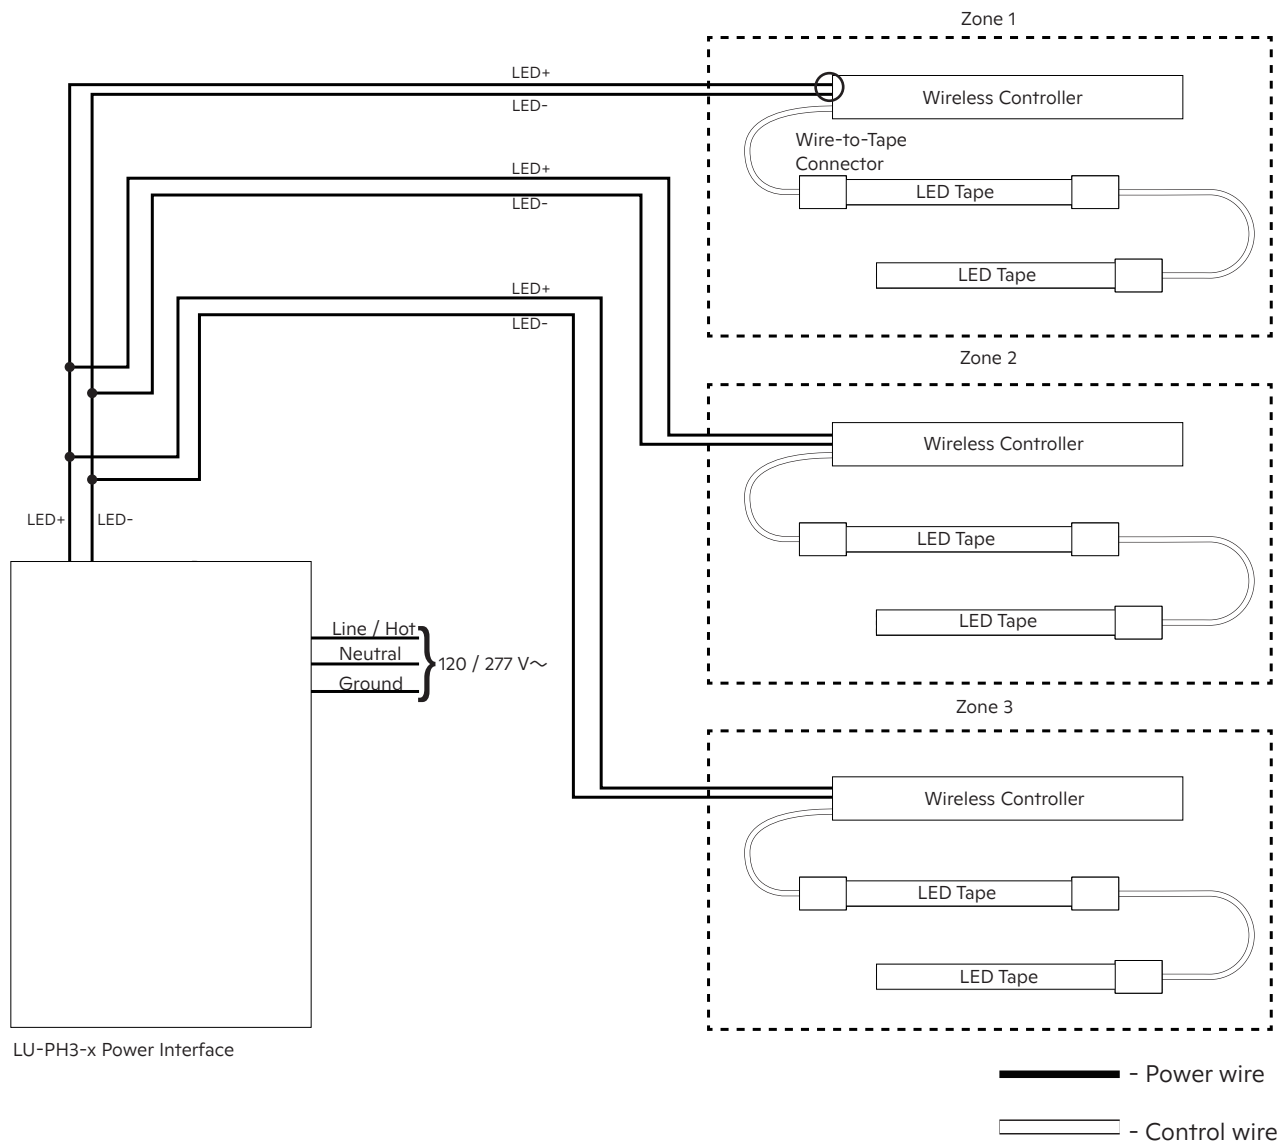 Zone 1
LED+
LED-
Wireless Controller
Wire-to-Tape
Connector
LED Tape
LED Tape
LED+
LED-
LED+
LED-
Zone 2
Wireless Controller
LED Tape
LED Tape
LED+
LED-
Line / Hot
Neutral
Ground
120 / 277 V~
Zone 3
Wireless Controller
LED Tape
LED Tape
LU-PH3-x Power Interface
- Power wire
- Control wire